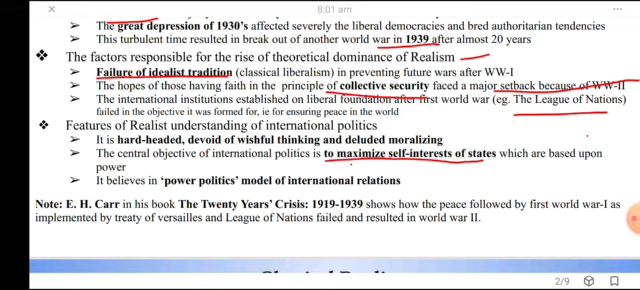 8:01 am
➢ The great depression of 1930's affected severely the liberal democracies and bred authoritarian tendencies
➢ This turbulent time resulted in break out of another world war in 1939 after almost 20 years
❖ The factors responsible for the rise of theoretical dominance of Realism
➢ Failure of idealist tradition (classical liberalism) in preventing future wars after WW-I
➢ The hopes of those having faith in the principle of collective security faced a major setback because of WW-II
➢ The international institutions established on liberal foundation after first world war (eg. The League of Nations)
failed in the objective it was formed for, ie for ensuring peace in the world
❖ Features of Realist understanding of international politics
➢ It is hard-headed, devoid of wishful thinking and deluded moralizing
➢ The central objective of international politics is to maximize self-interests of states which are based upon
power
➢ It believes in 'power politics' model of international relations
Note: E. H. Carr in his book The Twenty Years' Crisis: 1919-1939 shows how the peace followed by first world war-I as
implemented by treaty of versailles and League of Nations failed and resulted in world war II.
2/9